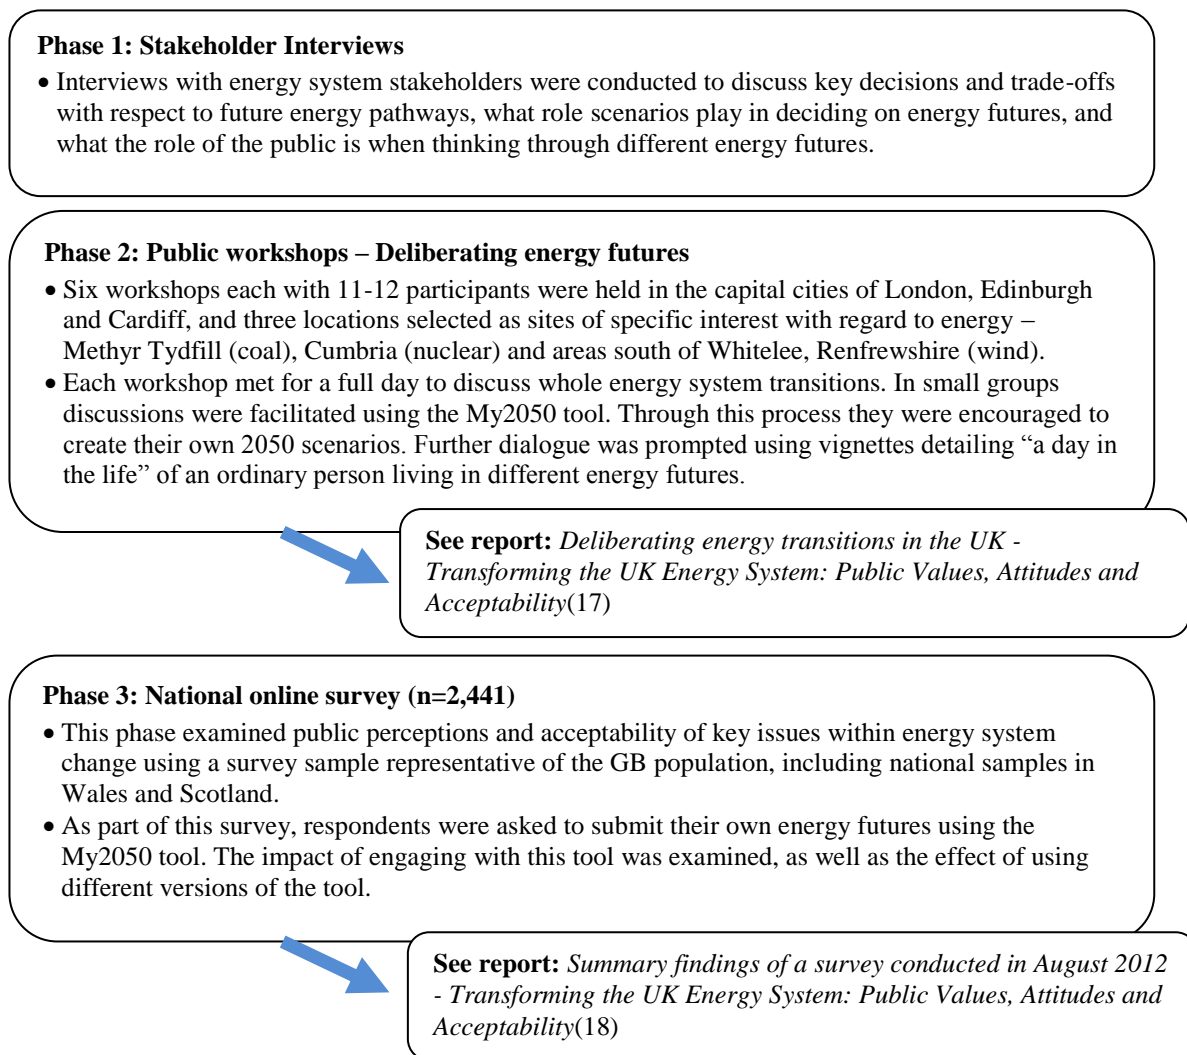 Phase 1: Stakeholder Interviews
• Interviews with energy system stakeholders were conducted to discuss key decisions and trade-offs
with respect to future energy pathways, what role scenarios play in deciding on energy futures, and
what the role of the public is when thinking through different energy futures.
Phase 2: Public workshops – Deliberating energy futures
• Six workshops each with 11-12 participants were held in the capital cities of London, Edinburgh
and Cardiff, and three locations selected as sites of specific interest with regard to energy –
Methyr Tydfill (coal), Cumbria (nuclear) and areas south of Whitelee, Renfrewshire (wind).
• Each workshop met for a full day to discuss whole energy system transitions. In small groups
discussions were facilitated using the My2050 tool. Through this process they were encouraged to
create their own 2050 scenarios. Further dialogue was prompted using vignettes detailing “a day in
the life” of an ordinary person living in different energy futures.
See report: Deliberating energy transitions in the UK -
Transforming the UK Energy System: Public Values, Attitudes and
Acceptability(17)
Phase 3: National online survey (n=2,441)
• This phase examined public perceptions and acceptability of key issues within energy system
change using a survey sample representative of the GB population, including national samples in
Wales and Scotland.
• As part of this survey, respondents were asked to submit their own energy futures using the
My2050 tool. The impact of engaging with this tool was examined, as well as the effect of using
different versions of the tool.
See report: Summary findings of a survey conducted in August 2012
- Transforming the UK Energy System: Public Values, Attitudes and
Acceptability(18)